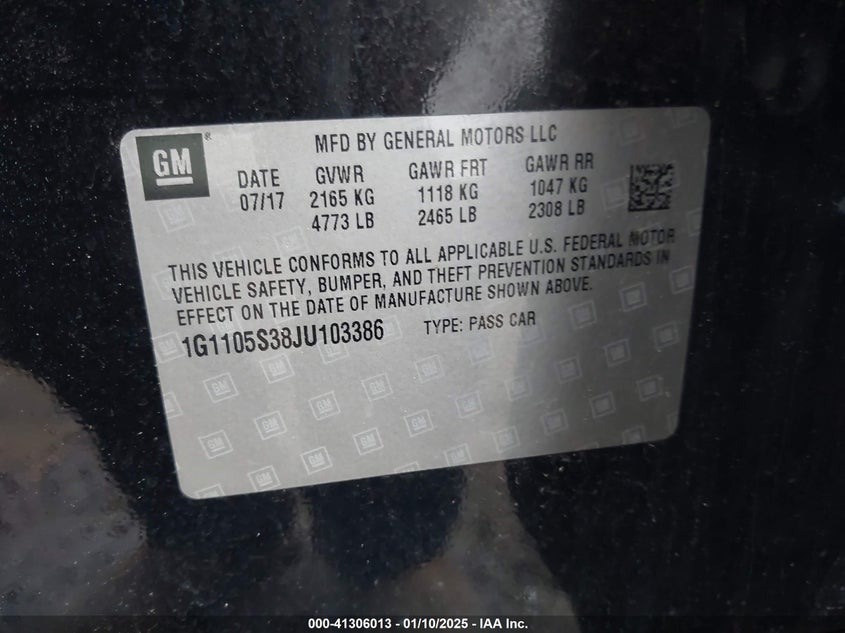 GM
MFD BY GENERAL MOTORS LLC
DATE GVWR GAWR FRT GAWR RR
07/17 2165 KG 1118 KG 1047 KG
4773 LB 2465 LB 2308 LB
THIS VEHICLE CONFORMS TO ALL APPLICABLE U.S. FEDERAL MOTOR
VEHICLE SAFETY, BUMPER, AND THEFT PREVENTION STANDARDS IN
EFFECT ON THE DATE OF MANUFACTURE SHOWN ABOVE.
1G1105S38JU103386 TYPE: PASS CAR
000-41306013 - 01/10/2025 - IAA Inc.